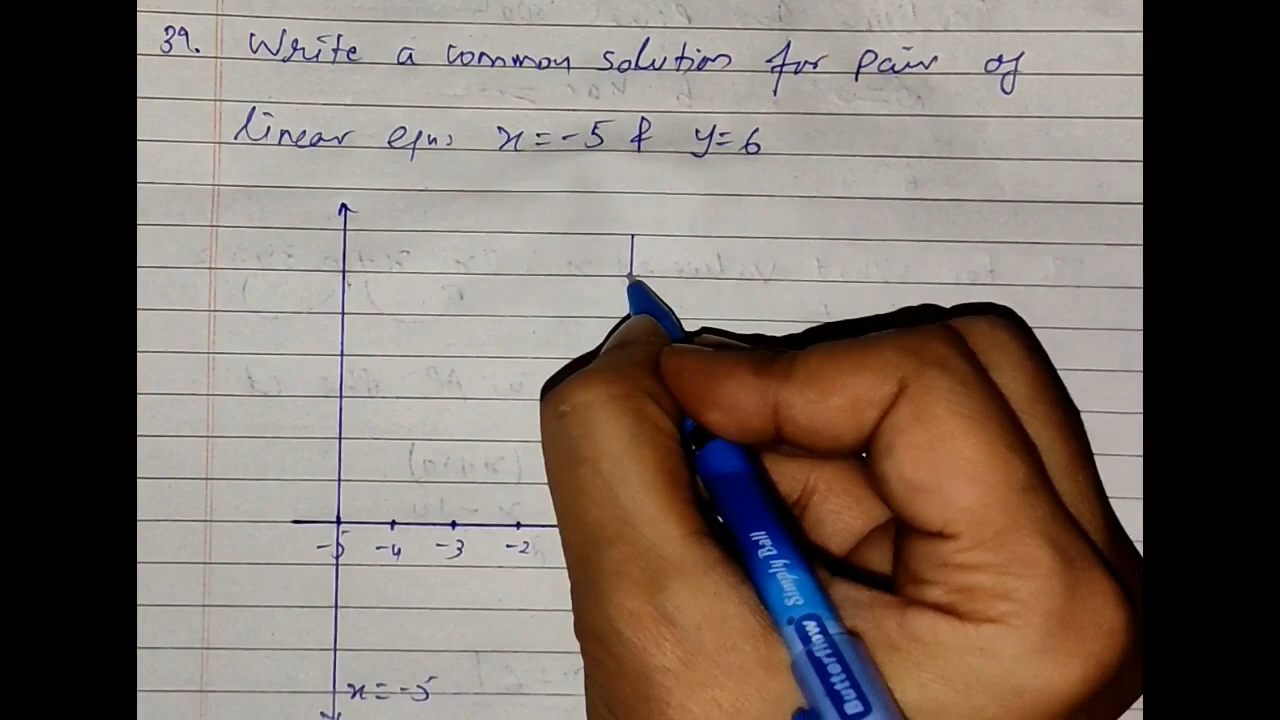 39. Write a common solution for pair of
linear eqns x = -5 & y = 6
-5 -4 -3 -2
x = -5
Simply Ball
Butterflow